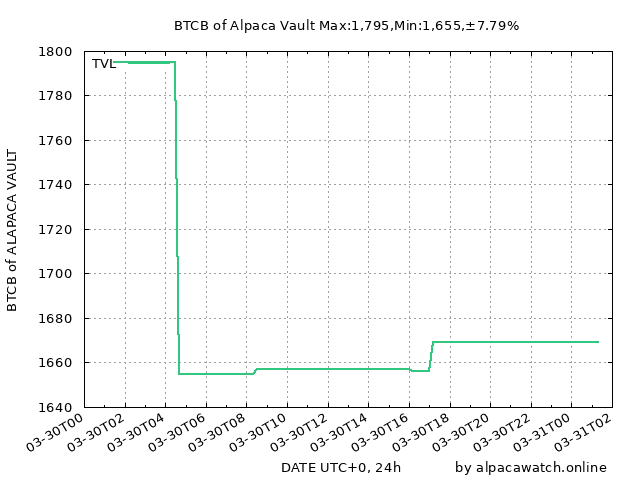 BTCB of Alpaca Vault Max:1,795,Min:1,655,±7.79%
BTCB of ALAPACA VAULT
1800
1780
1760
1740
1720
1700
1680
1660
1640
TVL
03-30T00
03-30T02
03-30T04
03-30T06
03-30T08
03-30T10
03-30T12
03-30T14
03-30T16
03-30T18
03-30T20
03-30T22
03-31T00
03-31T02
DATE UTC+0, 24h
by alpacawatch.online